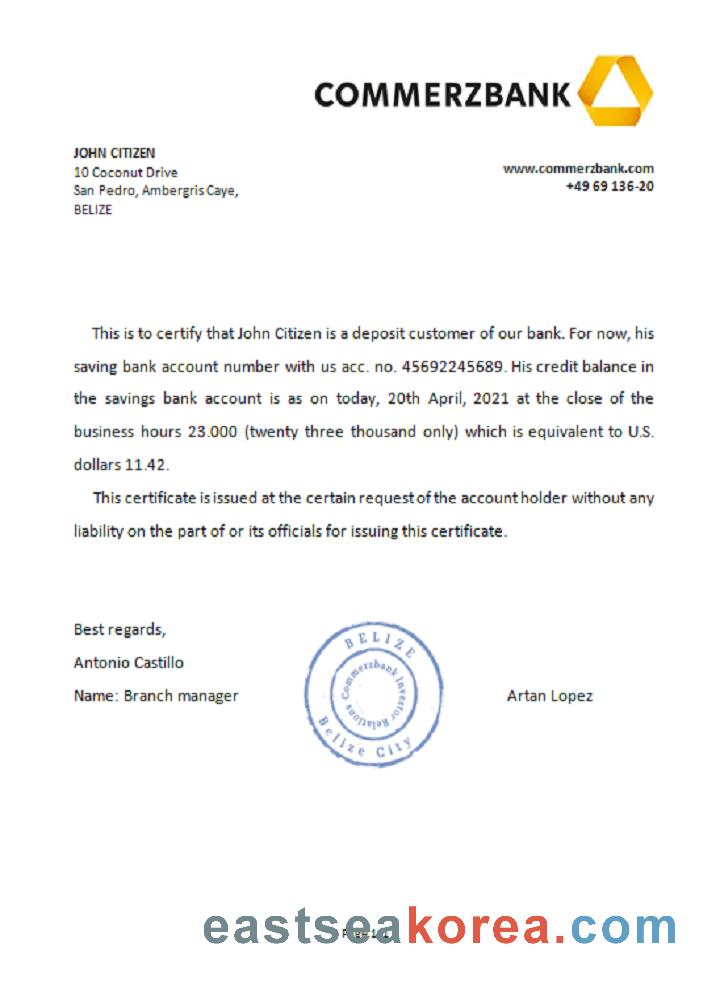 COMMERZBANK
JOHN CITIZEN
10 Coconut Drive
San Pedro, Ambergris Caye,
BELIZE
www.commerzbank.com
+49 69 136-20
This is to certify that John Citizen is a deposit customer of our bank. For now, his
saving bank account number with us acc. no. 45692245689. His credit balance in
the savings bank account is as on today, 20th April, 2021 at the close of the
business hours 23.000 (twenty three thousand only) which is equivalent to U.S.
dollars 11.42.
This certificate is issued at the certain request of the account holder without any
liability on the part of or its officials for issuing this certificate.
Best regards,
Antonio Castillo
Name: Branch manager
BELIZE
Commerzbank Investor Relations
Belize City
Artan Lopez
eastseakorea.com